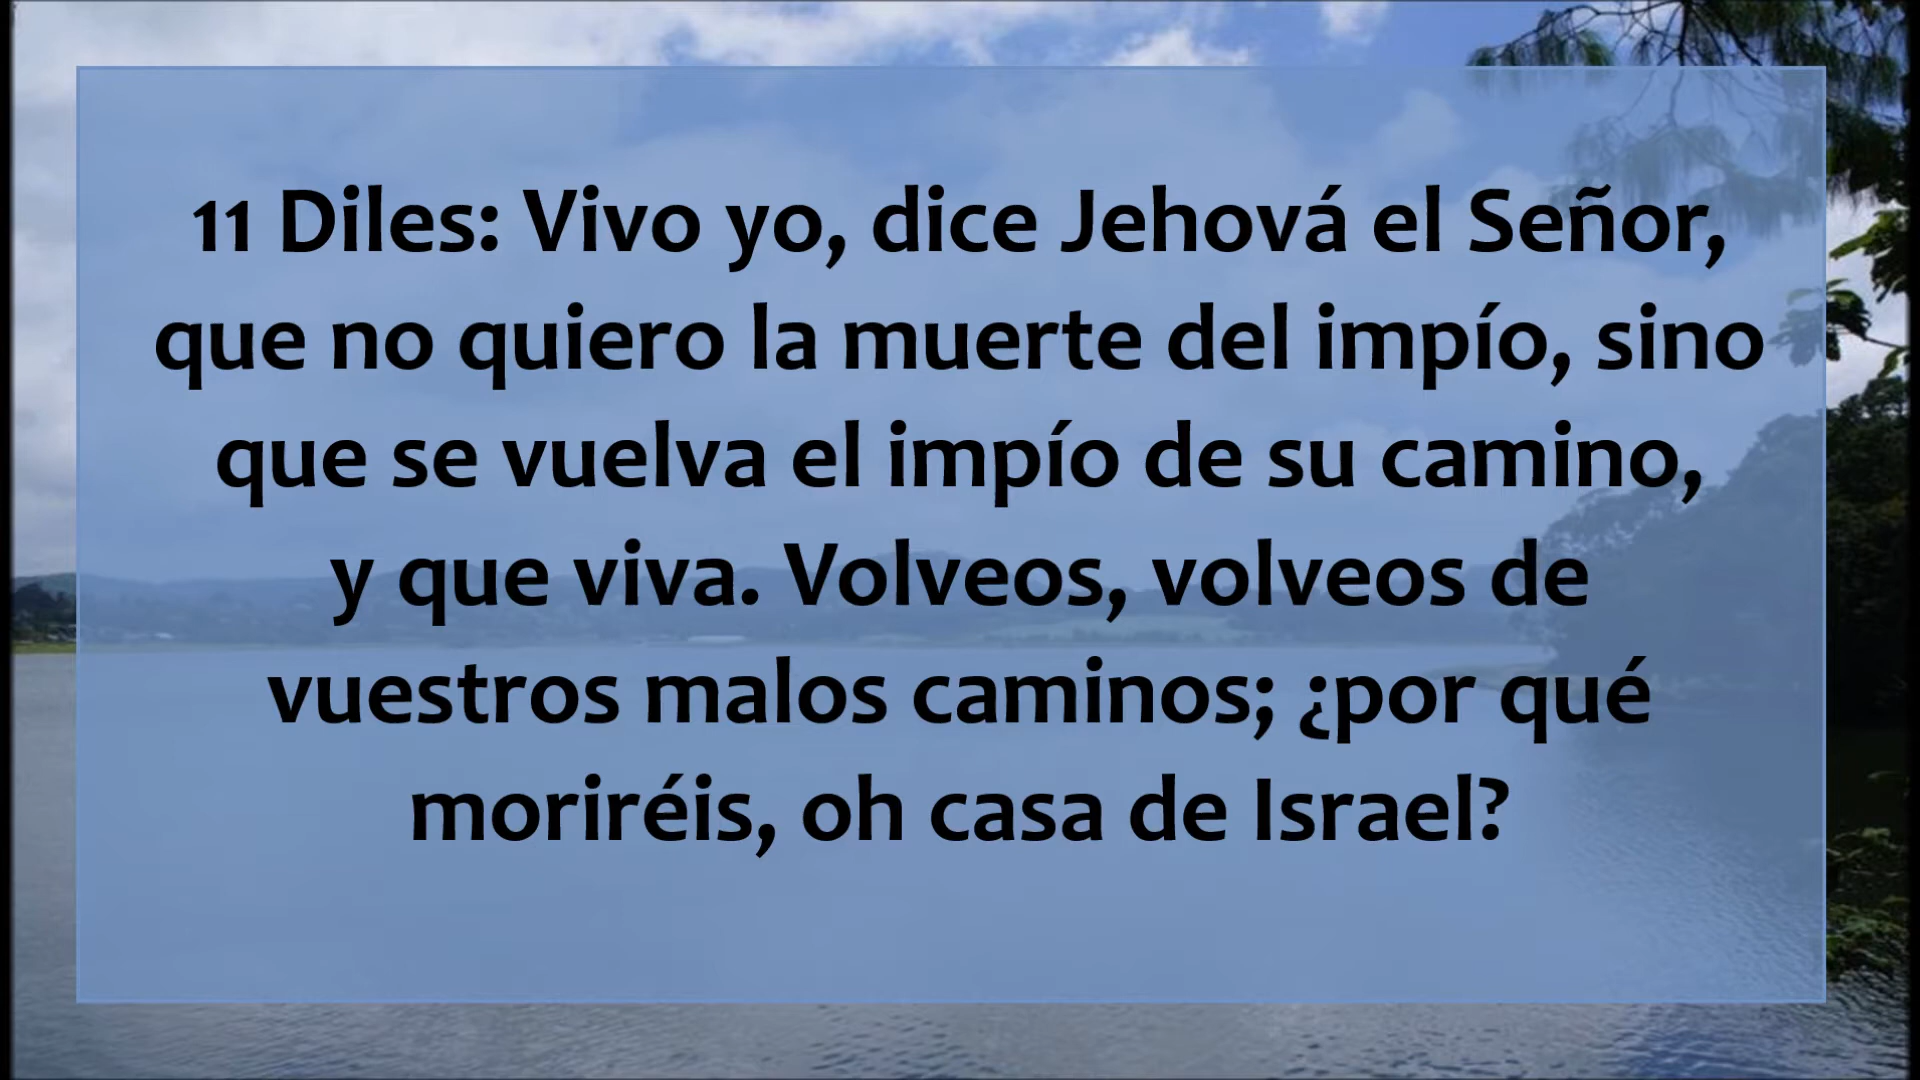 11 Diles: Vivo yo, dice Jehová el Señor,
que no quiero la muerte del impío, sino
que se vuelva el impío de su camino,
y que viva. Volveos, volveos de
vuestros malos caminos; ¿por qué
moriréis, oh casa de Israel?